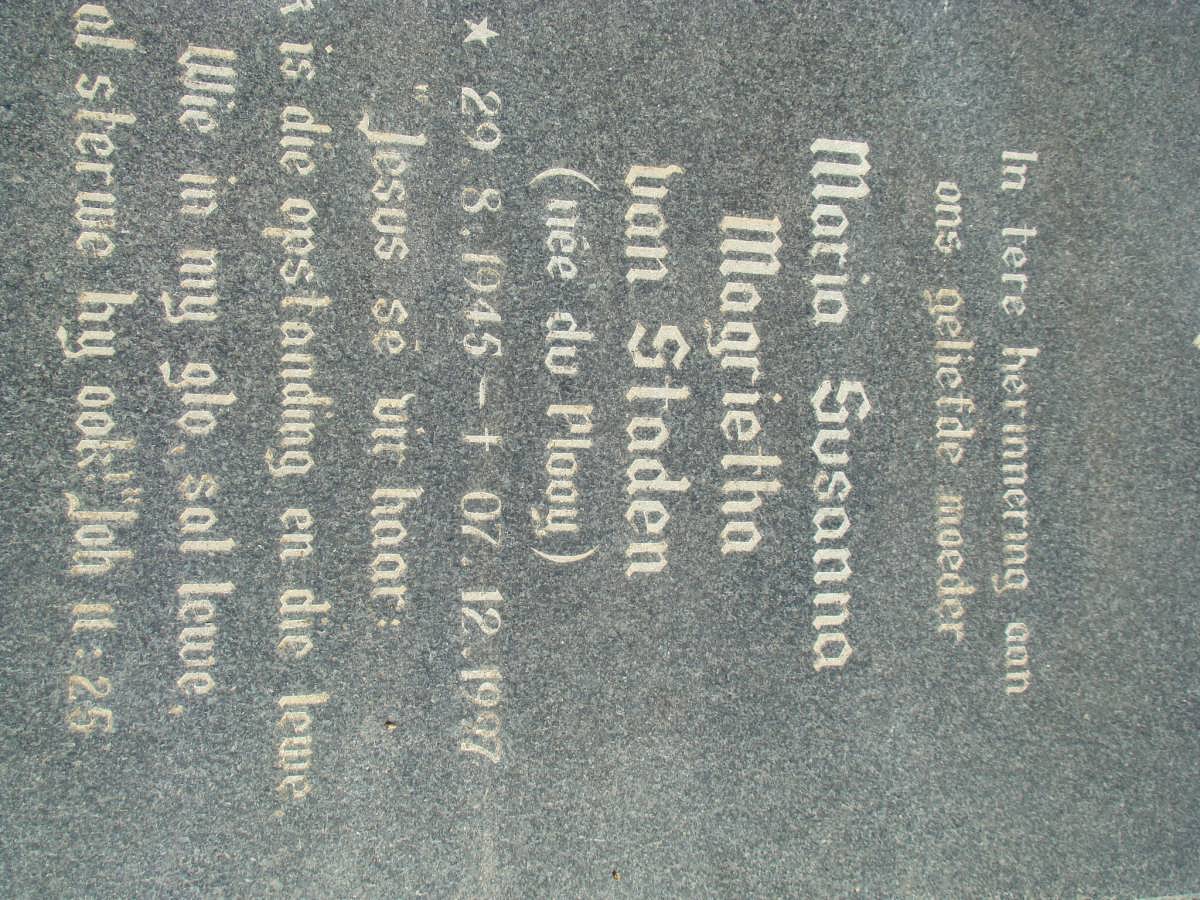 In tere herinnering aan
ons geliefde moeder
Maria Susanna
Magrietha
van Staden
(née du Plooy)
★ 29. 8. 1945 — † 07. 12. 1997
"Jesus sê vir haar:
is die opstanding en die lewe.
Wie in my glo, sal lewe,
al sterwe hy ook!" Joh 11:25